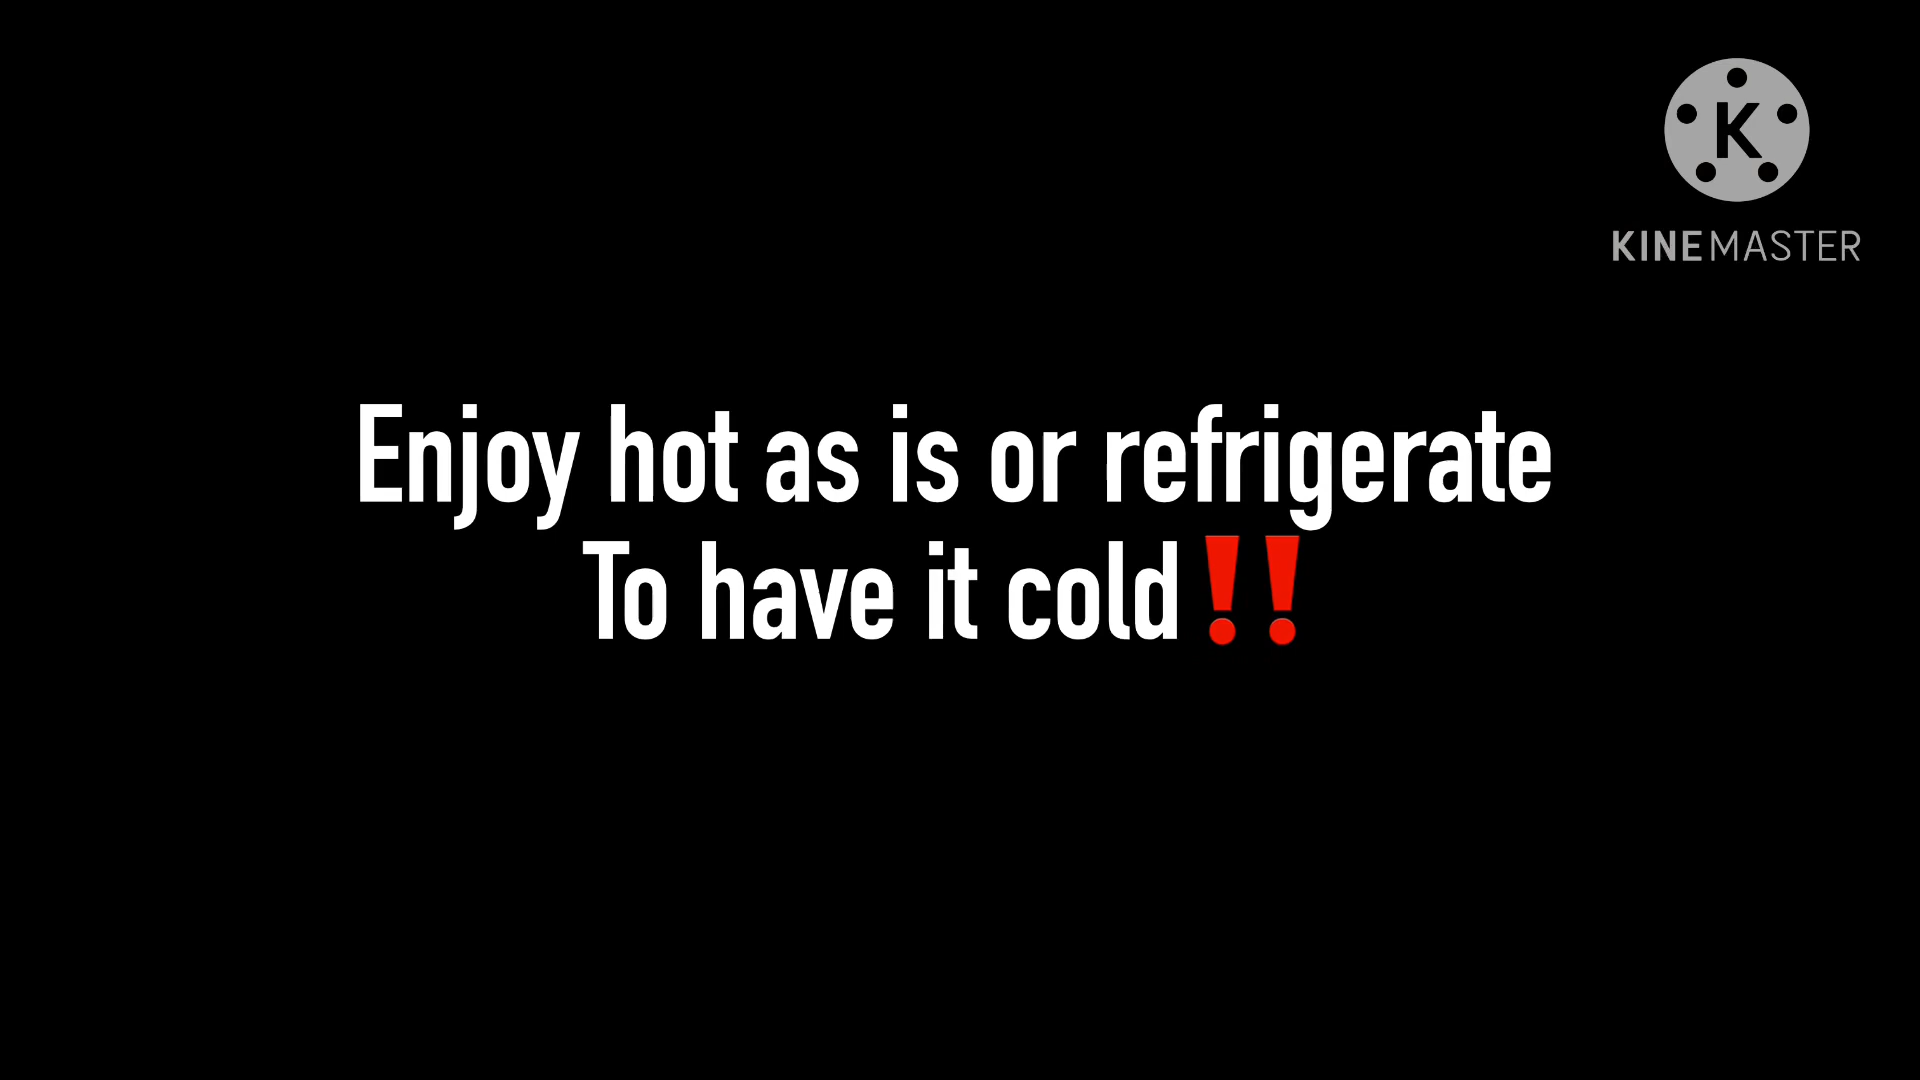 K
KINEMASTER
Enjoy hot as is or refrigerate
To have it cold‼️